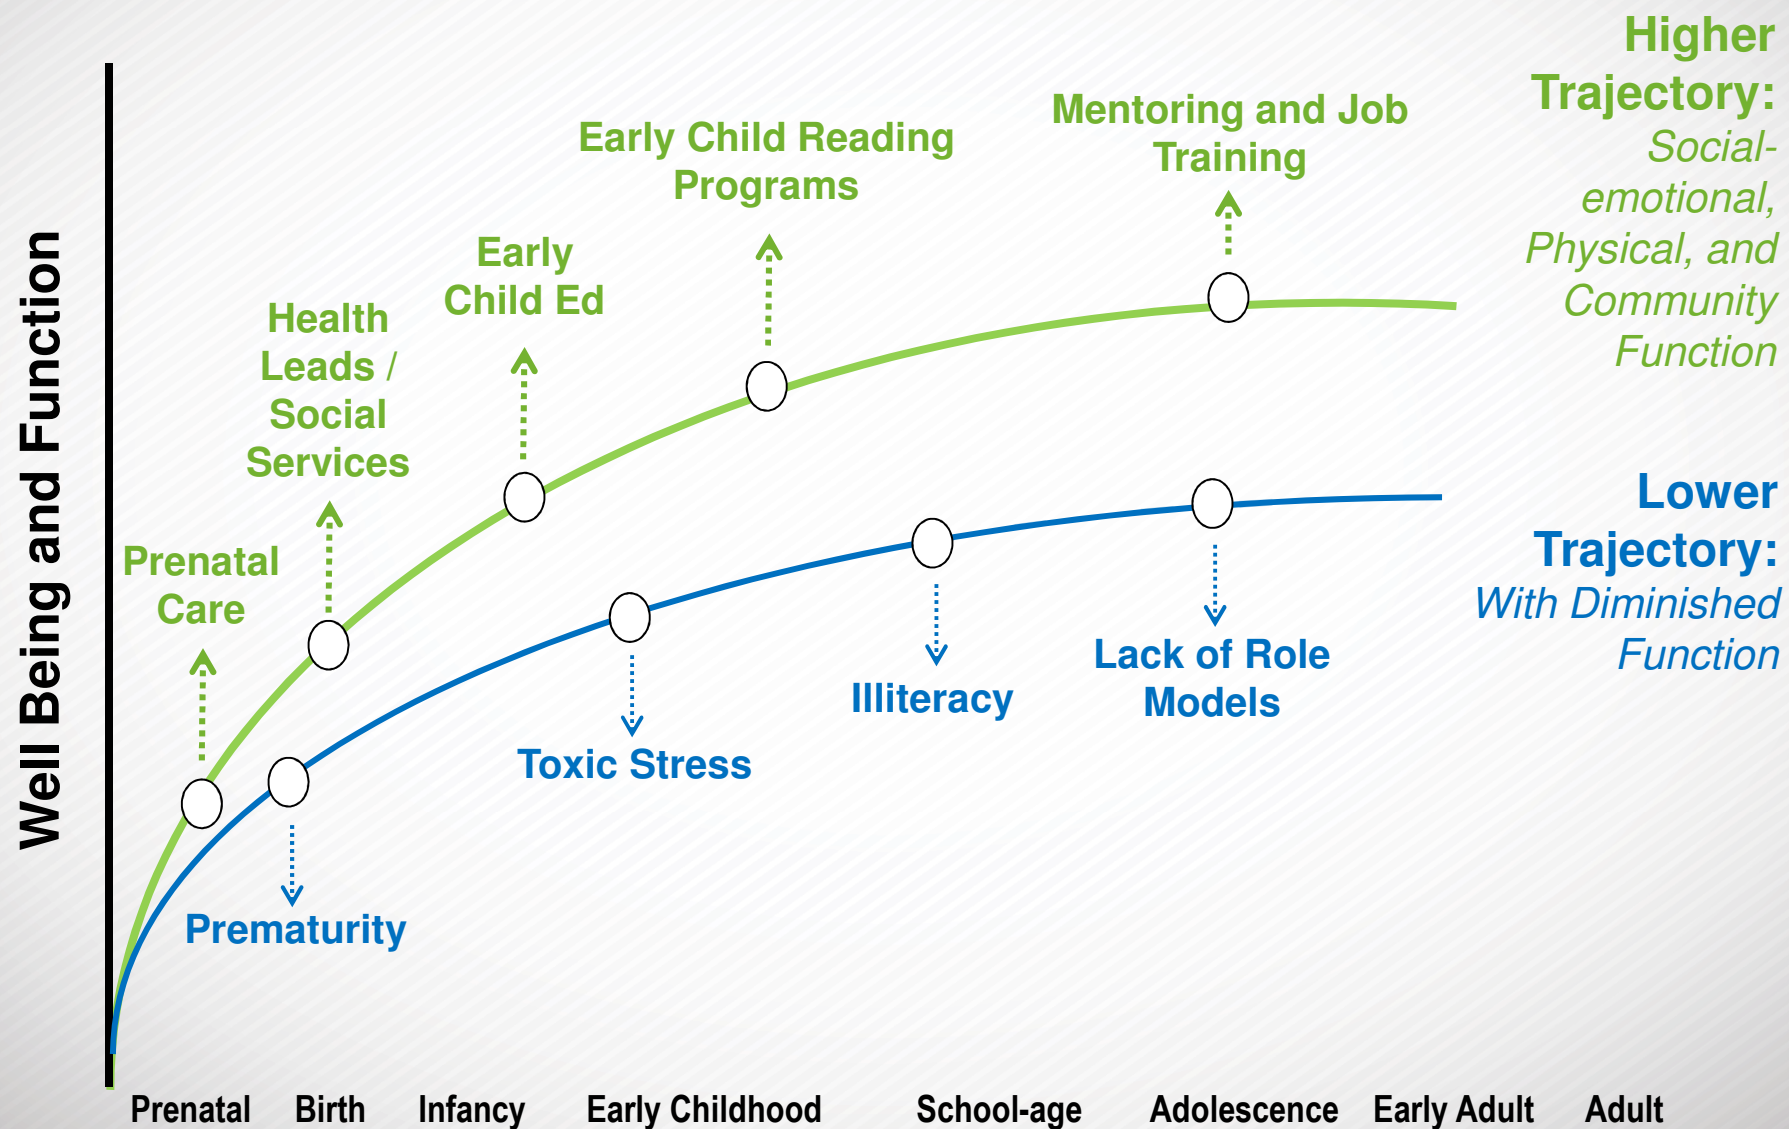 Higher
Trajectory:
Social-
emotional,
Physical, and
Community
Function
Mentoring and Job
Training
Early Child Reading
Programs
Early
Child Ed
Health
Leads /
Social
Services
Prenatal
Care
Well Being and Function
Lower
Trajectory:
With Diminished
Function
Lack of Role
Models
Illiteracy
Toxic Stress
Prematurity
Prenatal Birth Infancy Early Childhood School-age Adolescence Early Adult Adult